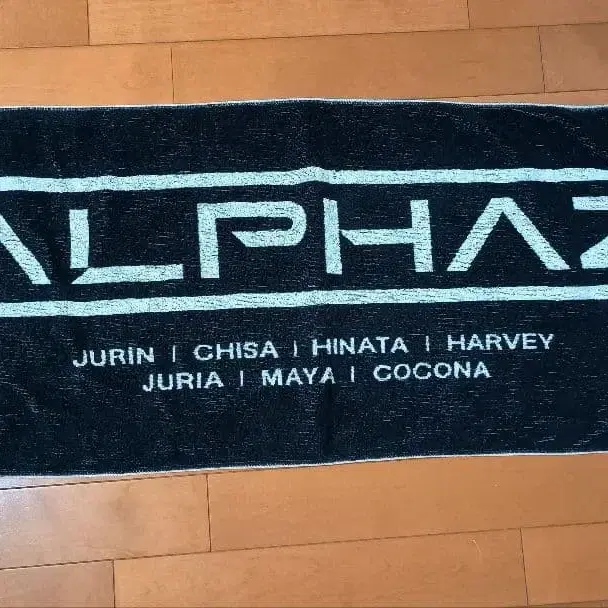 ALPHAZ
JURIN | CHISA | HINATA | HARVEY
JURIA | MAYA | COCONA